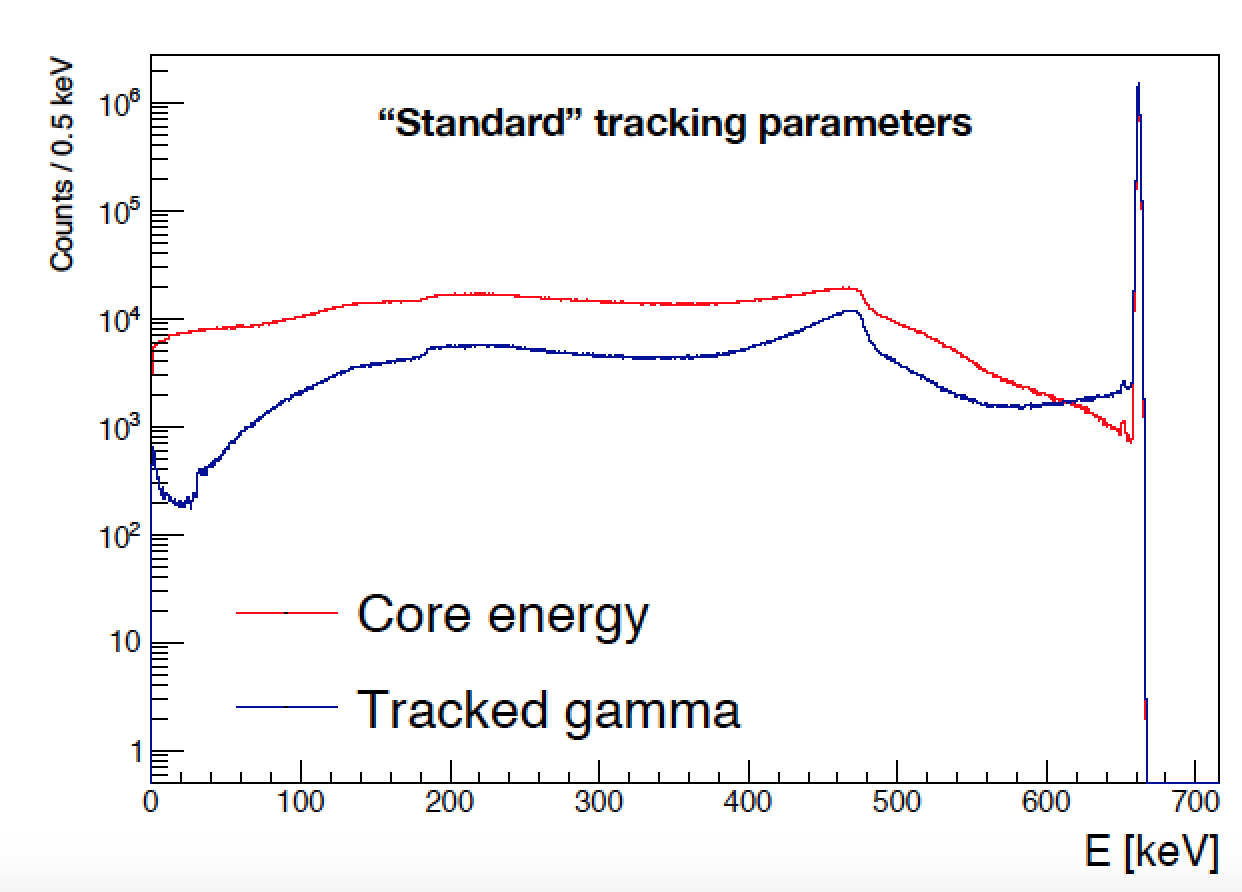 Counts / 0.5 keV
“Standard” tracking parameters
10⁶
10⁵
10⁴
10³
10²
10
1
Core energy
Tracked gamma
0 100 200 300 400 500 600 700
E [keV]